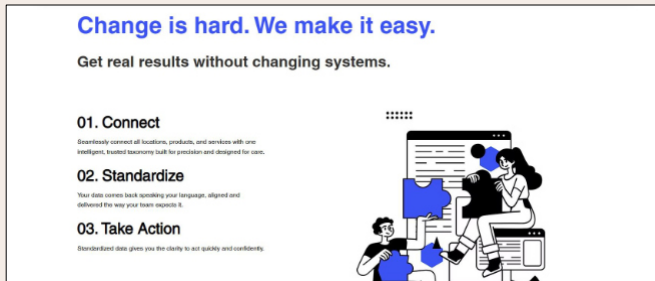 Change is hard. We make it easy.
Get real results without changing systems.
01. Connect
Seamlessly connect all locations, products, and services with one
intelligent, trusted taxonomy built for precision and designed for care.
02. Standardize
Your data comes back speaking your language, aligned and
delivered the way your team expects it.
03. Take Action
Standardized data gives you the clarity to act quickly and confidently.